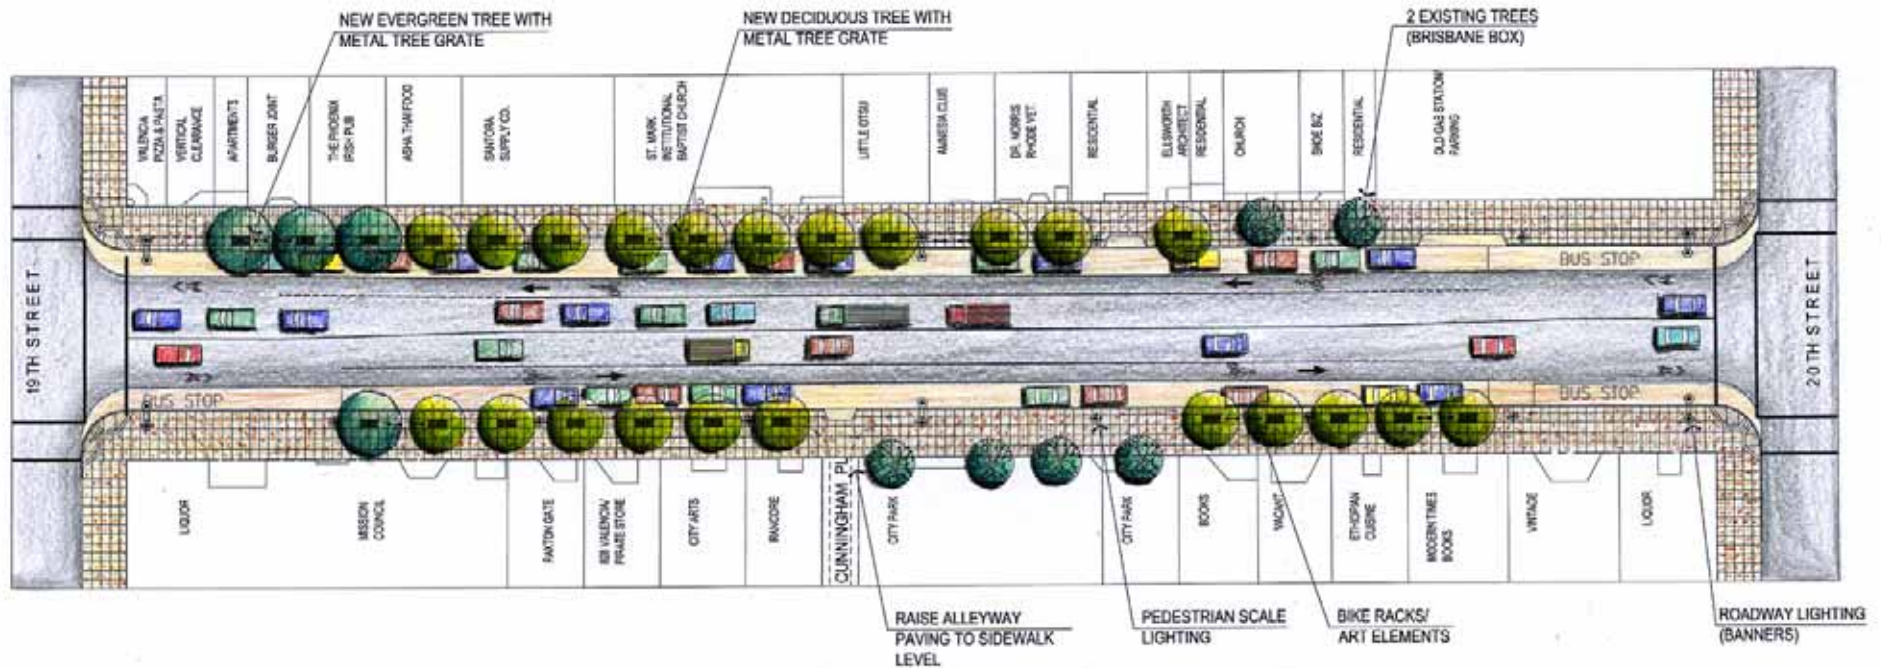 NEW EVERGREEN TREE WITH
METAL TREE GRATE
NEW DECIDUOUS TREE WITH
METAL TREE GRATE
2 EXISTING TREES
(BRISBANE BOX)
VALENCIA
PIZZA & PASTA
VERTICAL
CLEARANCE
APARTMENTS
BURGER JOINT
THE PHOENIX
IRISH PUB
ASHA THAI FOOD
SANTORA
SUPPLY CO.
ST. MARK
INSTITUTIONAL
BAPTIST CHURCH
LITTLE OTSU
AMNESIA CLUB
DR. MORRIS
RHODE VET.
RESIDENTIAL
ELLSWORTH
ARCHITECT
RESIDENTIAL
CHURCH
SHOE BIZ
RESIDENTIAL
OLD GAS STATION/
PARKING
19TH STREET
BUS STOP
20TH STREET
BUS STOP
BUS STOP
LIQUOR
MISSION
COUNCIL
PAXTON GATE
826 VALENCIA/
PIRATE STORE
CITY ARTS
CUNNINGHAM PL
CITY PARK
CITY PARK
BOOKS
VACANT
ETHIOPIAN
CUISINE
MODERN TIMES
BOOKS
VINTAGE
LIQUOR
RAISE ALLEYWAY
PAVING TO SIDEWALK
LEVEL
PEDESTRIAN SCALE
LIGHTING
BIKE RACKS/
ART ELEMENTS
ROADWAY LIGHTING
(BANNERS)